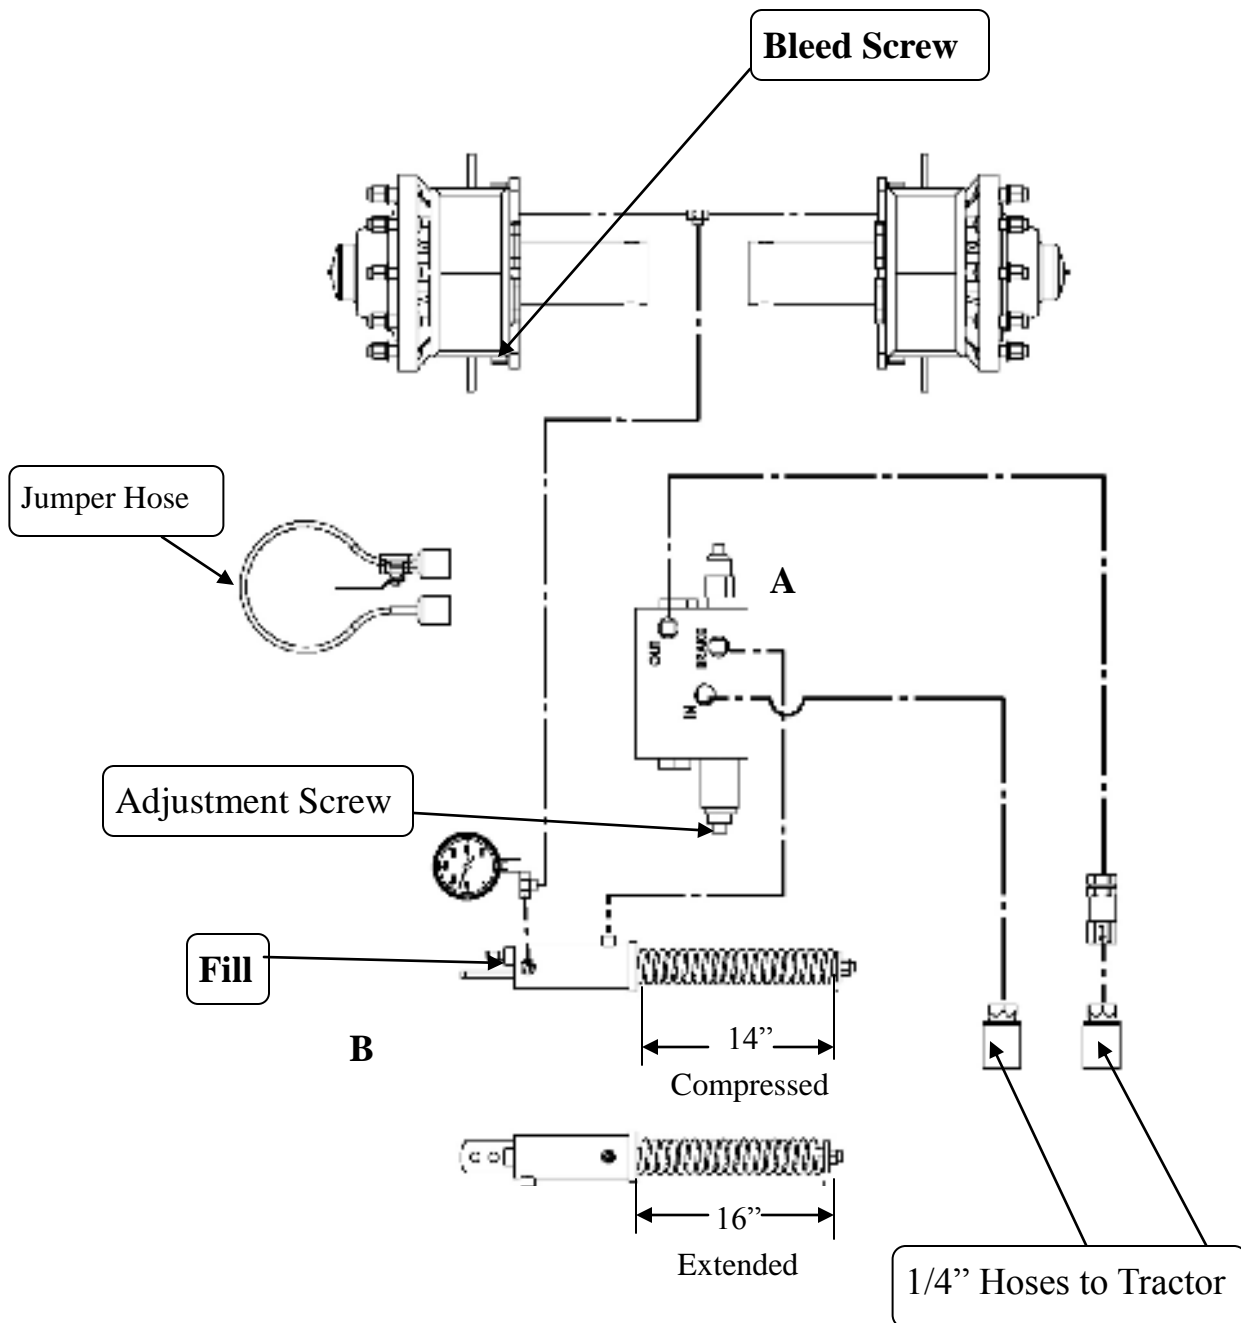 Bleed Screw
Jumper Hose
A
OUT
BRAKE
IN
Adjustment Screw
Fill
B
14”
Compressed
16”
Extended
1/4” Hoses to Tractor